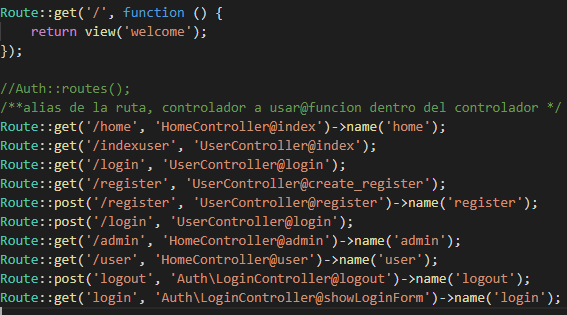 Route::get('/', function () {
    return view('welcome');
});

//Auth::routes();
/**alias de la ruta, controlador a usar@funcion dentro del controlador */
Route::get('/home', 'HomeController@index')->name('home');
Route::get('/indexuser', 'UserController@index');
Route::get('/login', 'UserController@login');
Route::get('/register', 'UserController@create_register');
Route::post('/register', 'UserController@register')->name('register');
Route::post('/login', 'UserController@login');
Route::get('/admin', 'HomeController@admin')->name('admin');
Route::get('/user', 'HomeController@user')->name('user');
Route::post('logout', 'Auth\LoginController@logout')->name('logout');
Route::get('login', 'Auth\LoginController@showLoginForm')->name('login');